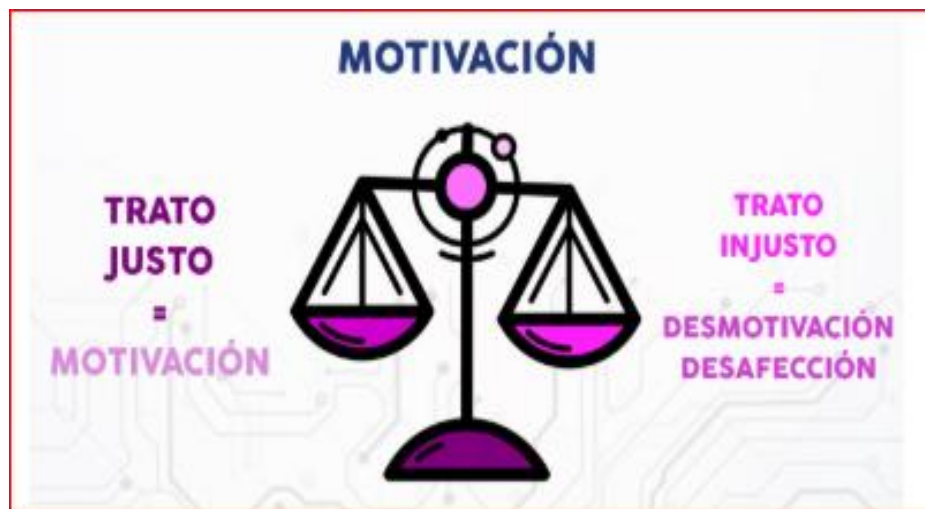 MOTIVACIÓN
TRATO
JUSTO
=
MOTIVACIÓN
TRATO
INJUSTO
=
DESMOTIVACIÓN
DESAFECCIÓN